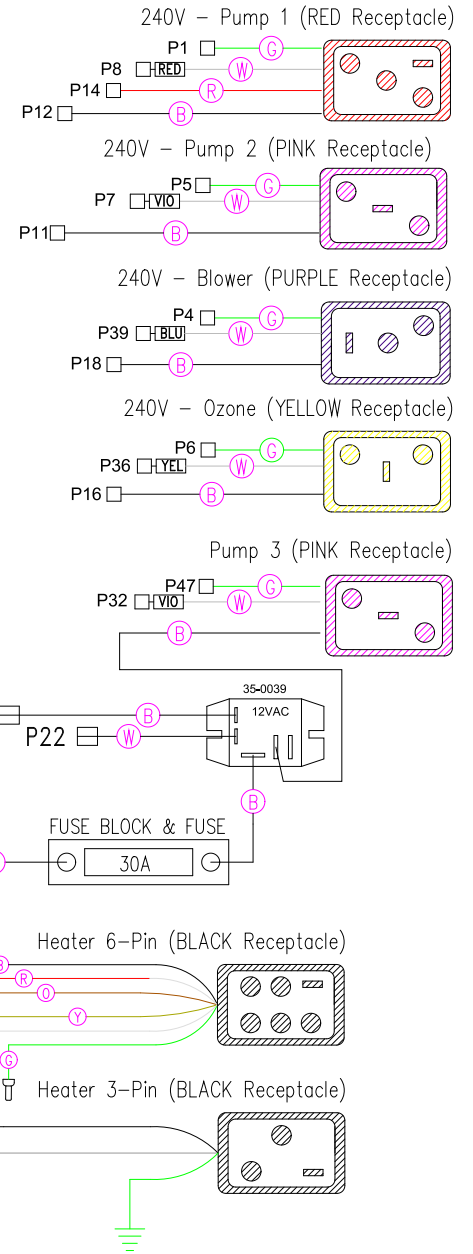 240V - Pump 1 (RED Receptacle)
P1 G
P8 RED W
P14 R
P12 B
240V - Pump 2 (PINK Receptacle)
P5 G
P7 VIO W
P11 B
240V - Blower (PURPLE Receptacle)
P4 G
P39 BLU W
P18 B
240V - Ozone (YELLOW Receptacle)
P6 G
P36 YEL W
P16 B
Pump 3 (PINK Receptacle)
P47 G
P32 VIO W
B
35-0039
12VAC
B
P22 W
B
FUSE BLOCK & FUSE
30A
Heater 6-Pin (BLACK Receptacle)
B
R
O
Y
G
Heater 3-Pin (BLACK Receptacle)